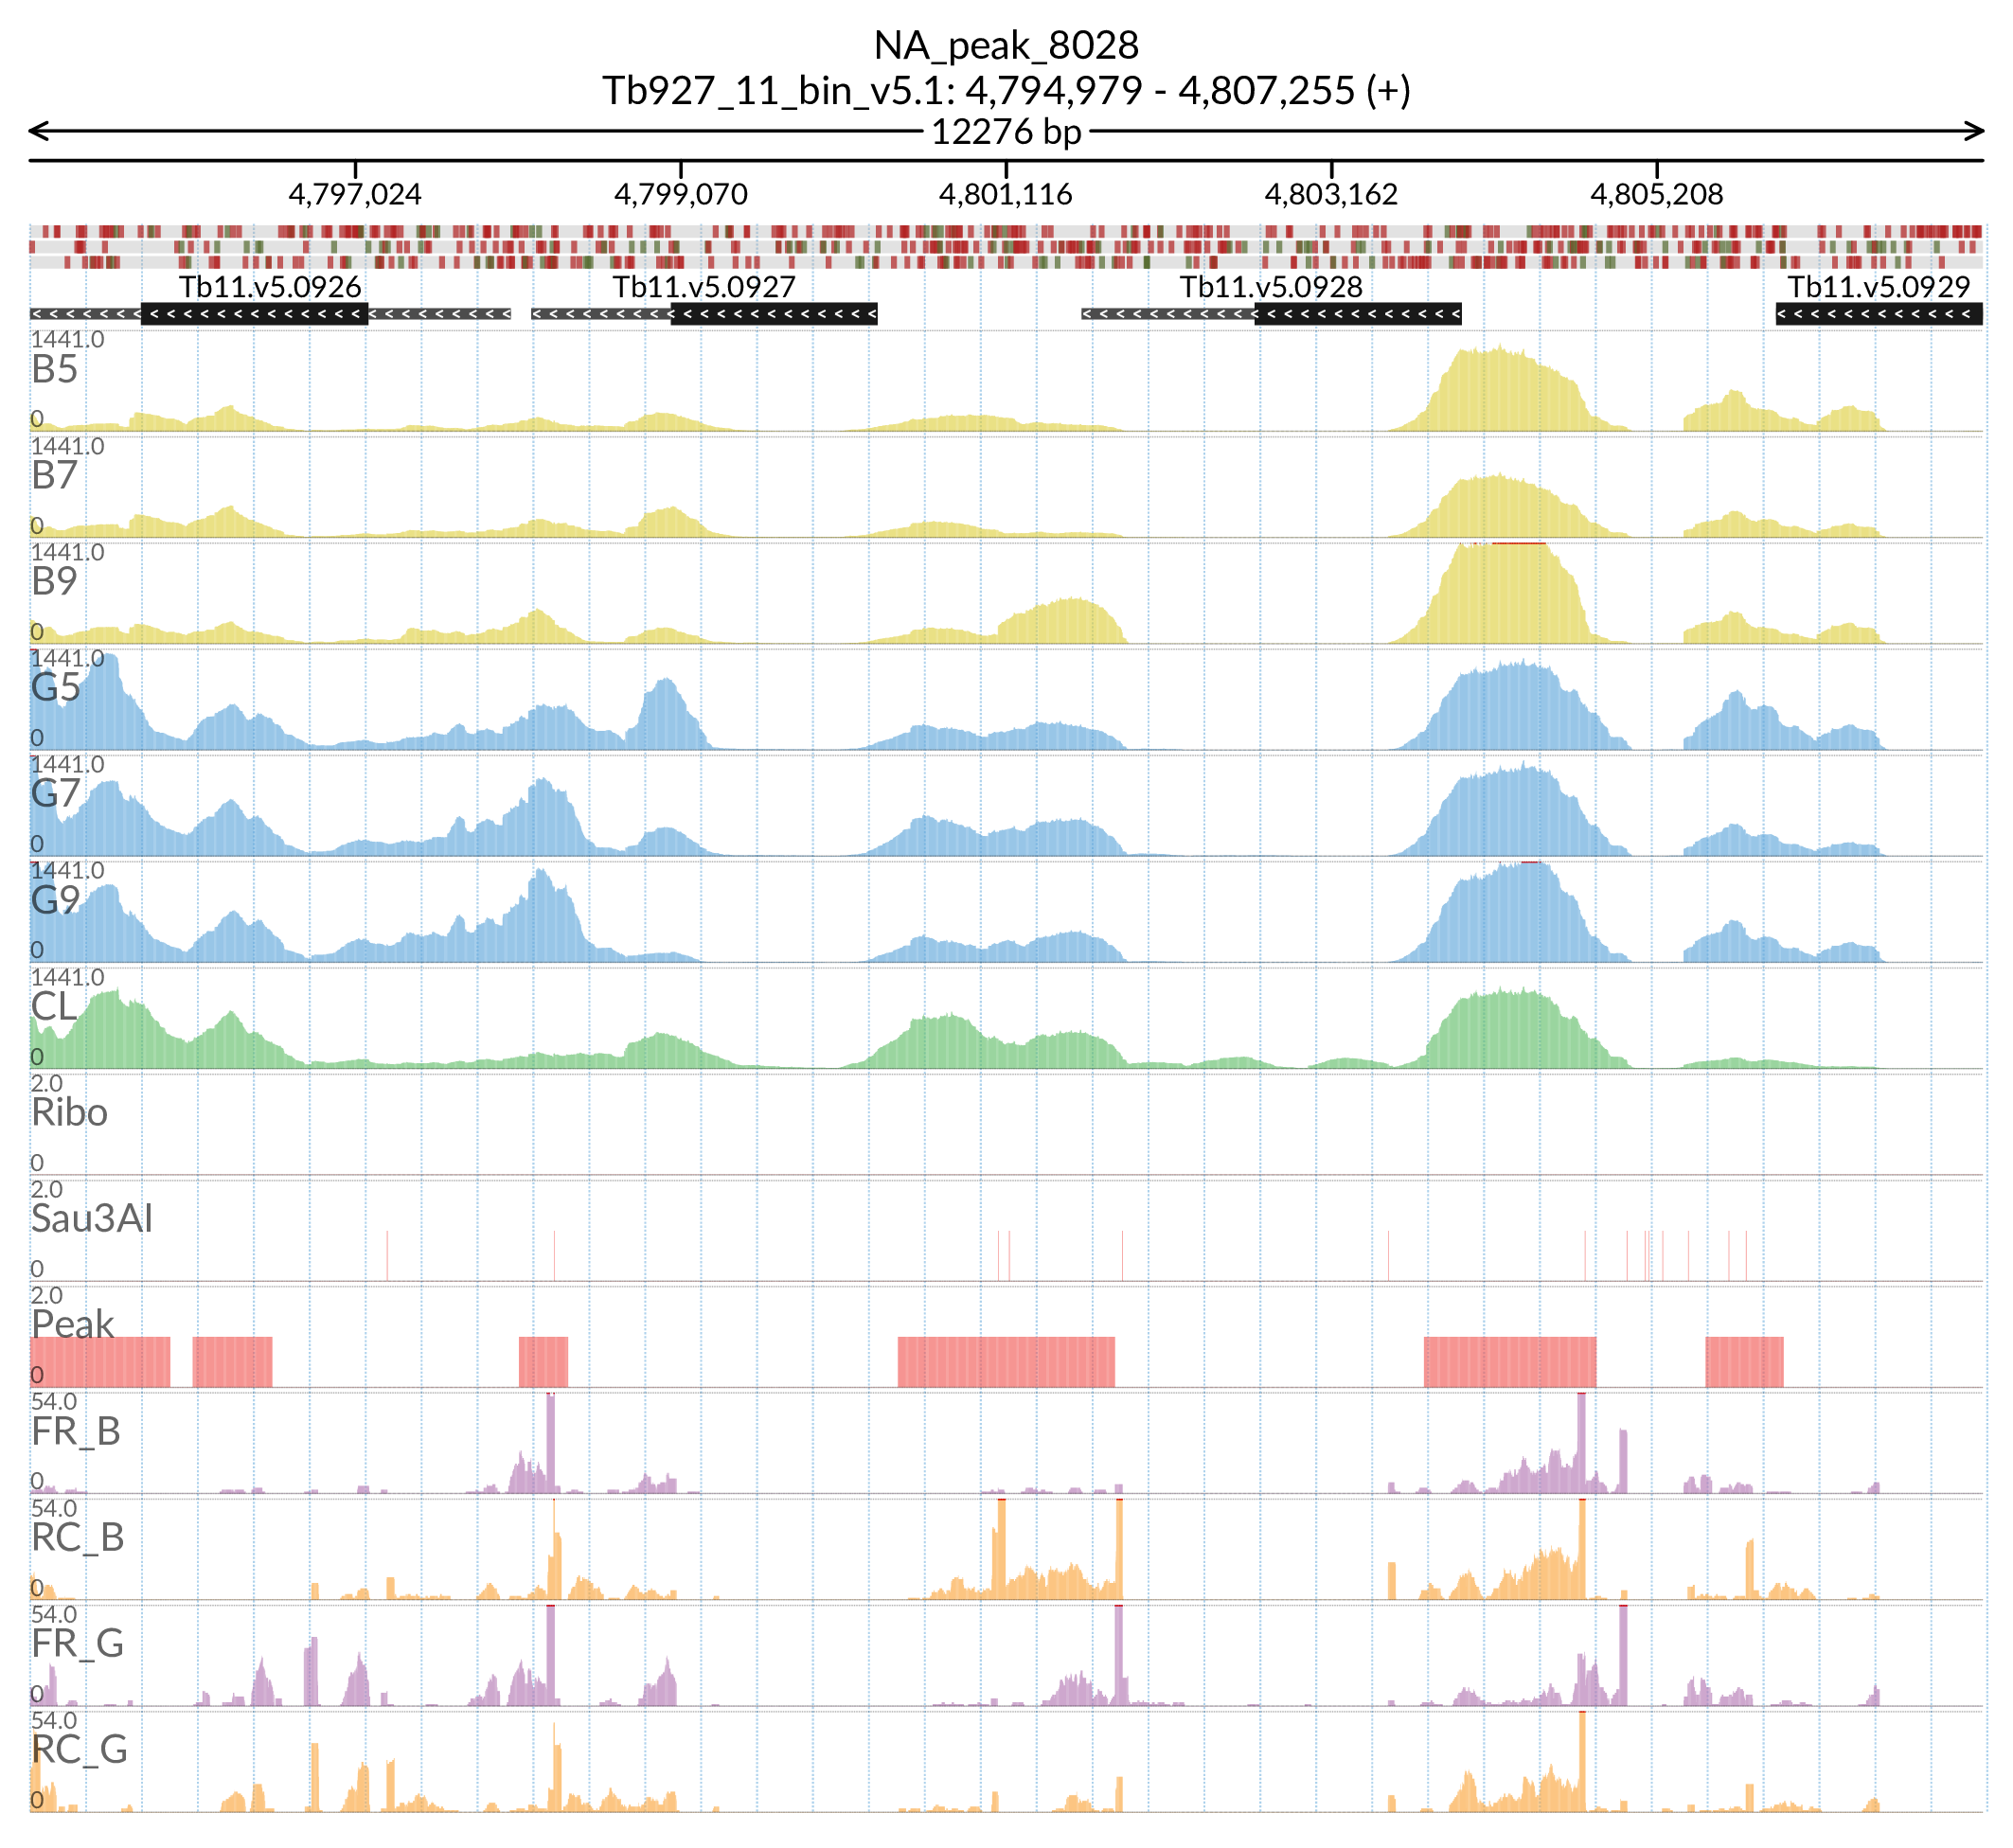 NA_peak_8028
Tb927_11_bin_v5.1: 4,794,979 - 4,807,255 (+)
12276 bp
4,797,024 4,799,070 4,801,116 4,803,162 4,805,208
Tb11.v5.0926 Tb11.v5.0927 Tb11.v5.0928 Tb11.v5.0929
1441.0
B5
0
1441.0
B7
0
1441.0
B9
0
1441.0
G5
0
1441.0
G7
0
1441.0
G9
0
1441.0
CL
0
2.0
Ribo
0
2.0
Sau3AI
0
2.0
Peak
0
54.0
FR_B
0
54.0
RC_B
0
54.0
FR_G
0
54.0
RC_G
0